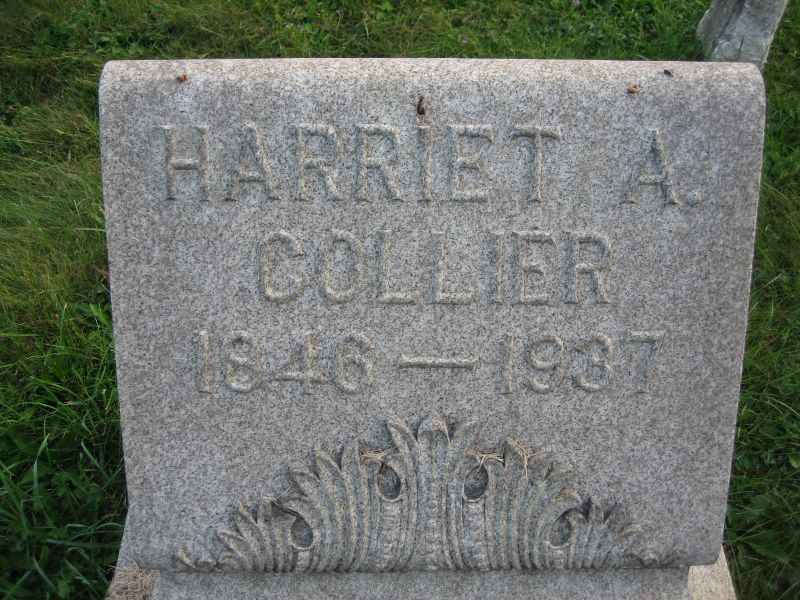 HARRIET A.
COLLIER
1846 — 1937